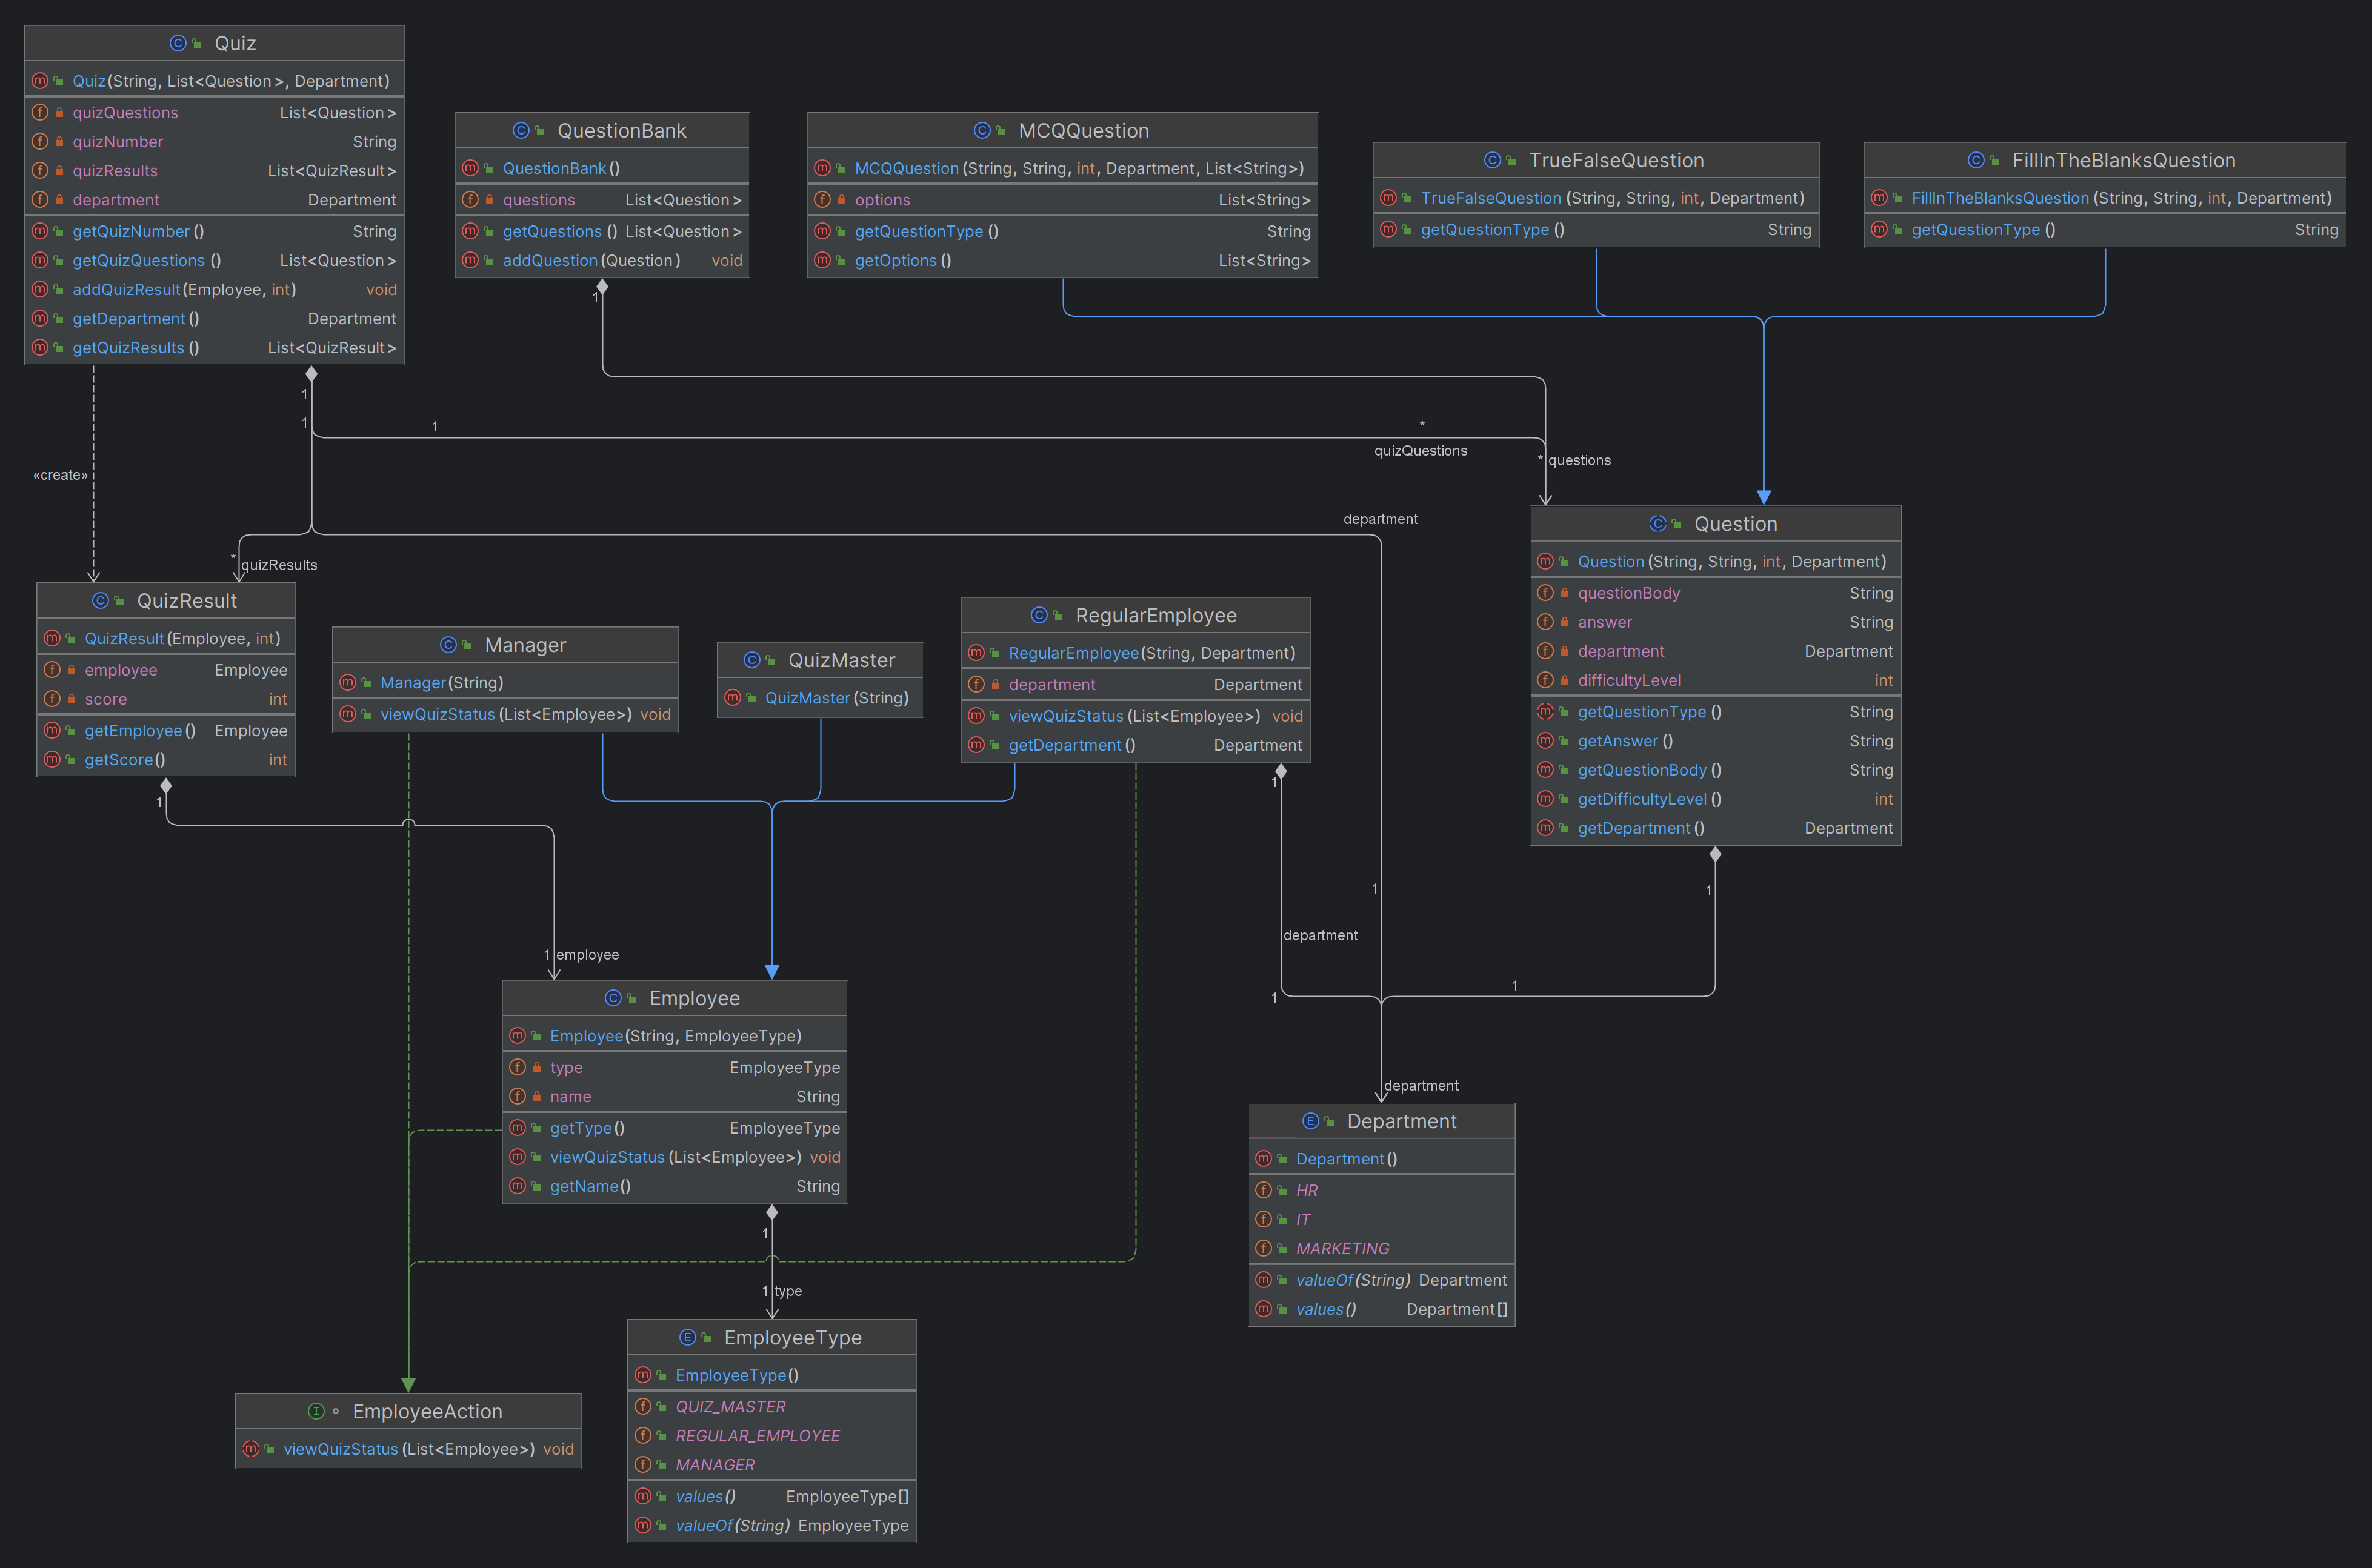 Quiz
Quiz(String, List<Question>, Department)
quizQuestions List<Question>
quizNumber String
quizResults List<QuizResult>
department Department
getQuizNumber() String
getQuizQuestions() List<Question>
addQuizResult(Employee, int) void
getDepartment() Department
getQuizResults() List<QuizResult>
QuestionBank
QuestionBank()
questions List<Question>
getQuestions() List<Question>
addQuestion(Question) void
MCQQuestion
MCQQuestion(String, String, int, Department, List<String>)
options List<String>
getQuestionType() String
getOptions() List<String>
TrueFalseQuestion
TrueFalseQuestion(String, String, int, Department)
getQuestionType() String
FillInTheBlanksQuestion
FillInTheBlanksQuestion(String, String, int, Department)
getQuestionType() String
1
1
1
1
*
quizQuestions
* questions
«create»
department
*
quizResults
QuizResult
QuizResult(Employee, int)
employee Employee
score int
getEmployee() Employee
getScore() int
Manager
Manager(String)
viewQuizStatus(List<Employee>) void
QuizMaster
QuizMaster(String)
RegularEmployee
RegularEmployee(String, Department)
department Department
viewQuizStatus(List<Employee>) void
getDepartment() Department
Question
Question(String, String, int, Department)
questionBody String
answer String
department Department
difficultyLevel int
getQuestionType() String
getAnswer() String
getQuestionBody() String
getDifficultyLevel() int
getDepartment() Department
1
1
1
1
department
1 employee
1
1
Employee
Employee(String, EmployeeType)
type EmployeeType
name String
getType() EmployeeType
viewQuizStatus(List<Employee>) void
getName() String
department
Department
Department()
HR
IT
MARKETING
valueOf(String) Department
values() Department[]
1
1 type
EmployeeType
EmployeeType()
QUIZ_MASTER
REGULAR_EMPLOYEE
MANAGER
values() EmployeeType[]
valueOf(String) EmployeeType
EmployeeAction
viewQuizStatus(List<Employee>) void